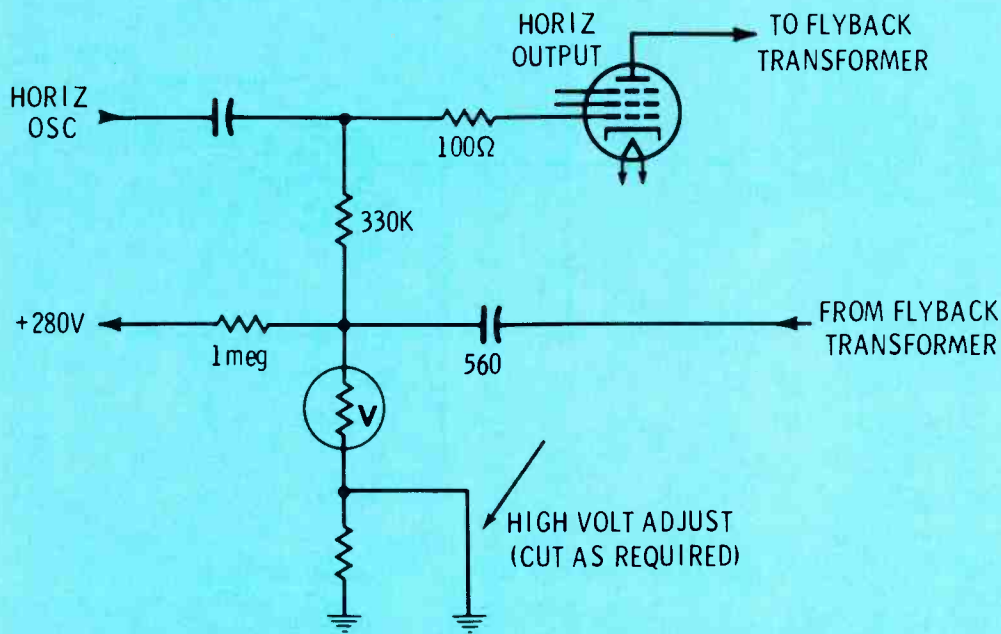 HORIZ
OUTPUT
TO FLYBACK
TRANSFORMER
HORIZ
OSC
100Ω
330K
+280V
1meg
560
FROM FLYBACK
TRANSFORMER
V
HIGH VOLT ADJUST
(CUT AS REQUIRED)